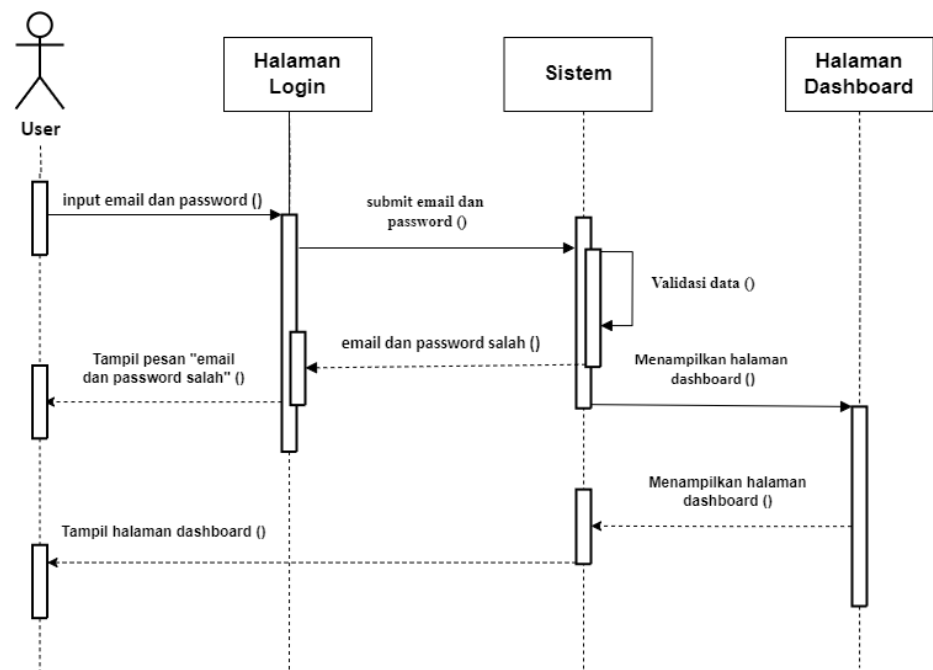 Halaman
Login
Sistem
Halaman
Dashboard
User
input email dan password ()
submit email dan
password ()
Validasi data ()
email dan password salah ()
Tampil pesan "email
dan password salah" ()
Menampilkan halaman
dashboard ()
Menampilkan halaman
dashboard ()
Tampil halaman dashboard ()